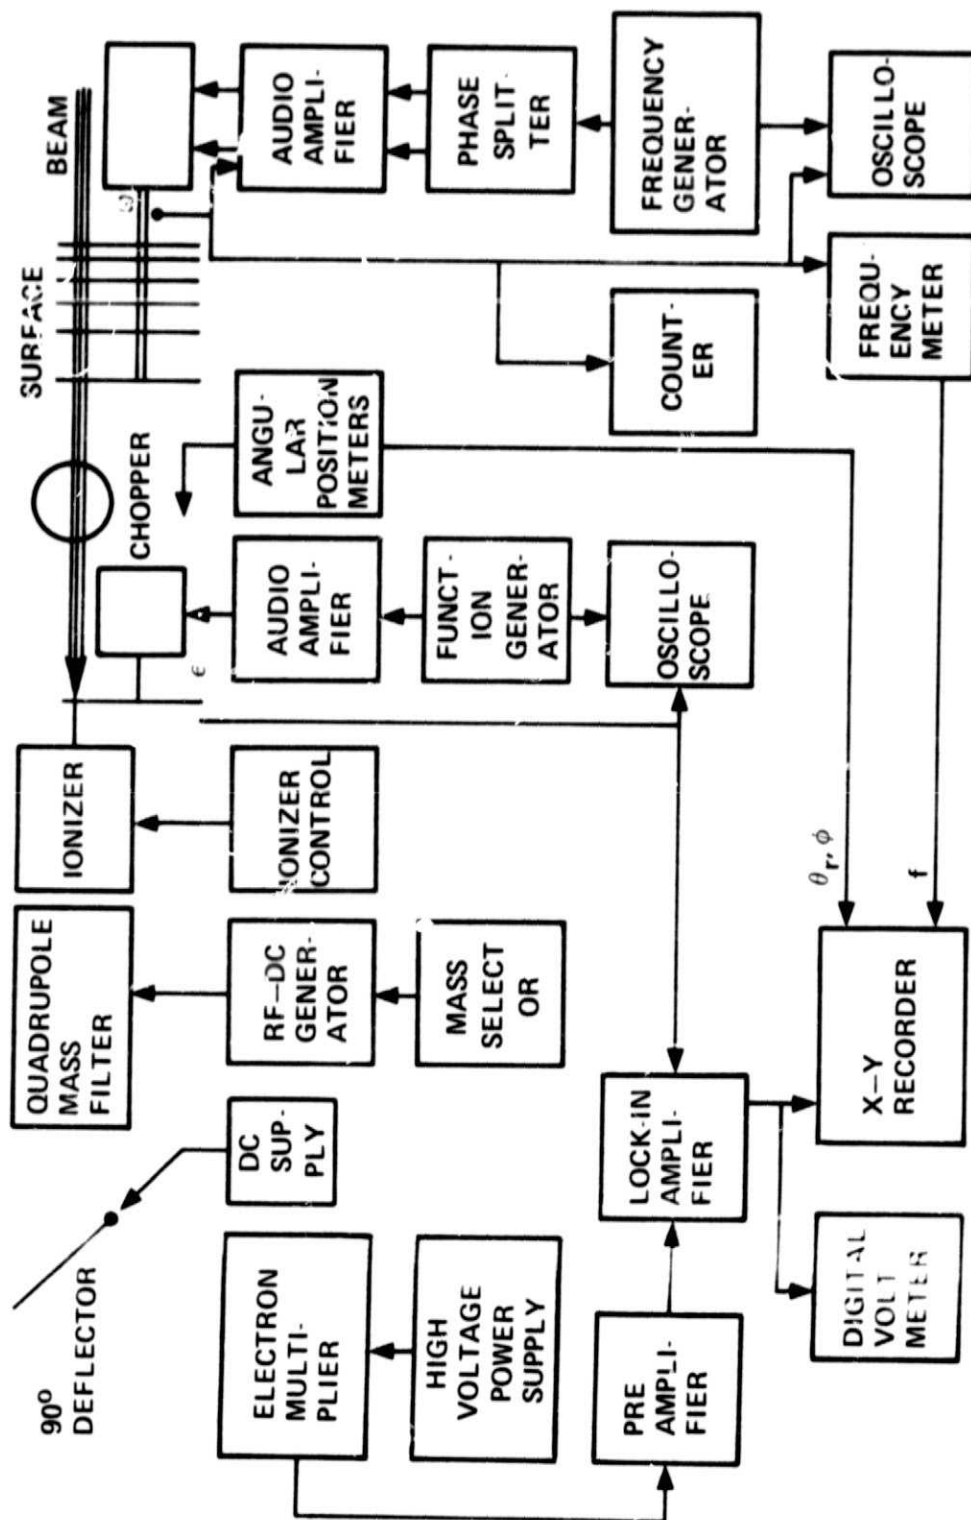 90°
DEFLECTOR
QUADRUPOLE
MASS
FILTER
IONIZER
CHOPPER
SURFACE
BEAM
ELECTRON
MULTI-
PLIER
DC
SUP-
PLY
RF–DC
GENER-
ATOR
IONIZER
CONTROL
ϵ
AUDIO
AMPLI-
FIER
ANGU-
LAR
POSITION
METERS
AUDIO
AMPLI-
FIER
HIGH
VOLTAGE
POWER
SUPPLY
MASS
SELECT
OR
FUNCT-
ION
GENER-
ATOR
PHASE
SPLIT-
TER
PRE
AMPLI-
FIER
LOCK-IN
AMPLI-
FIER
OSCILLO-
SCOPE
COUNT-
ER
FREQUENCY
GENER-
ATOR
DIGITAL
VOLT
METER
X–Y
RECORDER
θr, ϕ
f
FREQU-
ENCY
METER
OSCILLO-
SCOPE